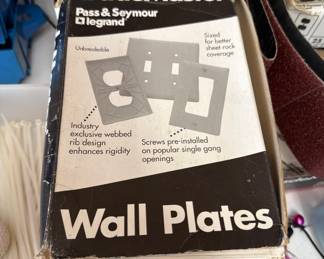 Pass & Seymour
legrand
Unbreakable
Sized
for better
sheet rock
coverage
Industry
exclusive webbed
rib design
enhances rigidity
Screws pre-installed
on popular single gang
openings
Wall Plates